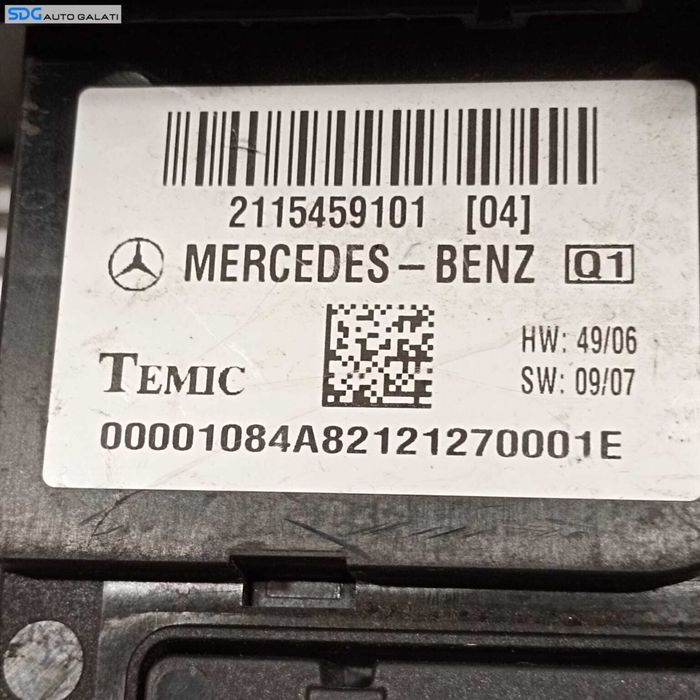 SDG AUTO GALATI
2115459101 [04]
MERCEDES-BENZ Q1
HW: 49/06
TEMIC
SW: 09/07
00001084A82121270001E